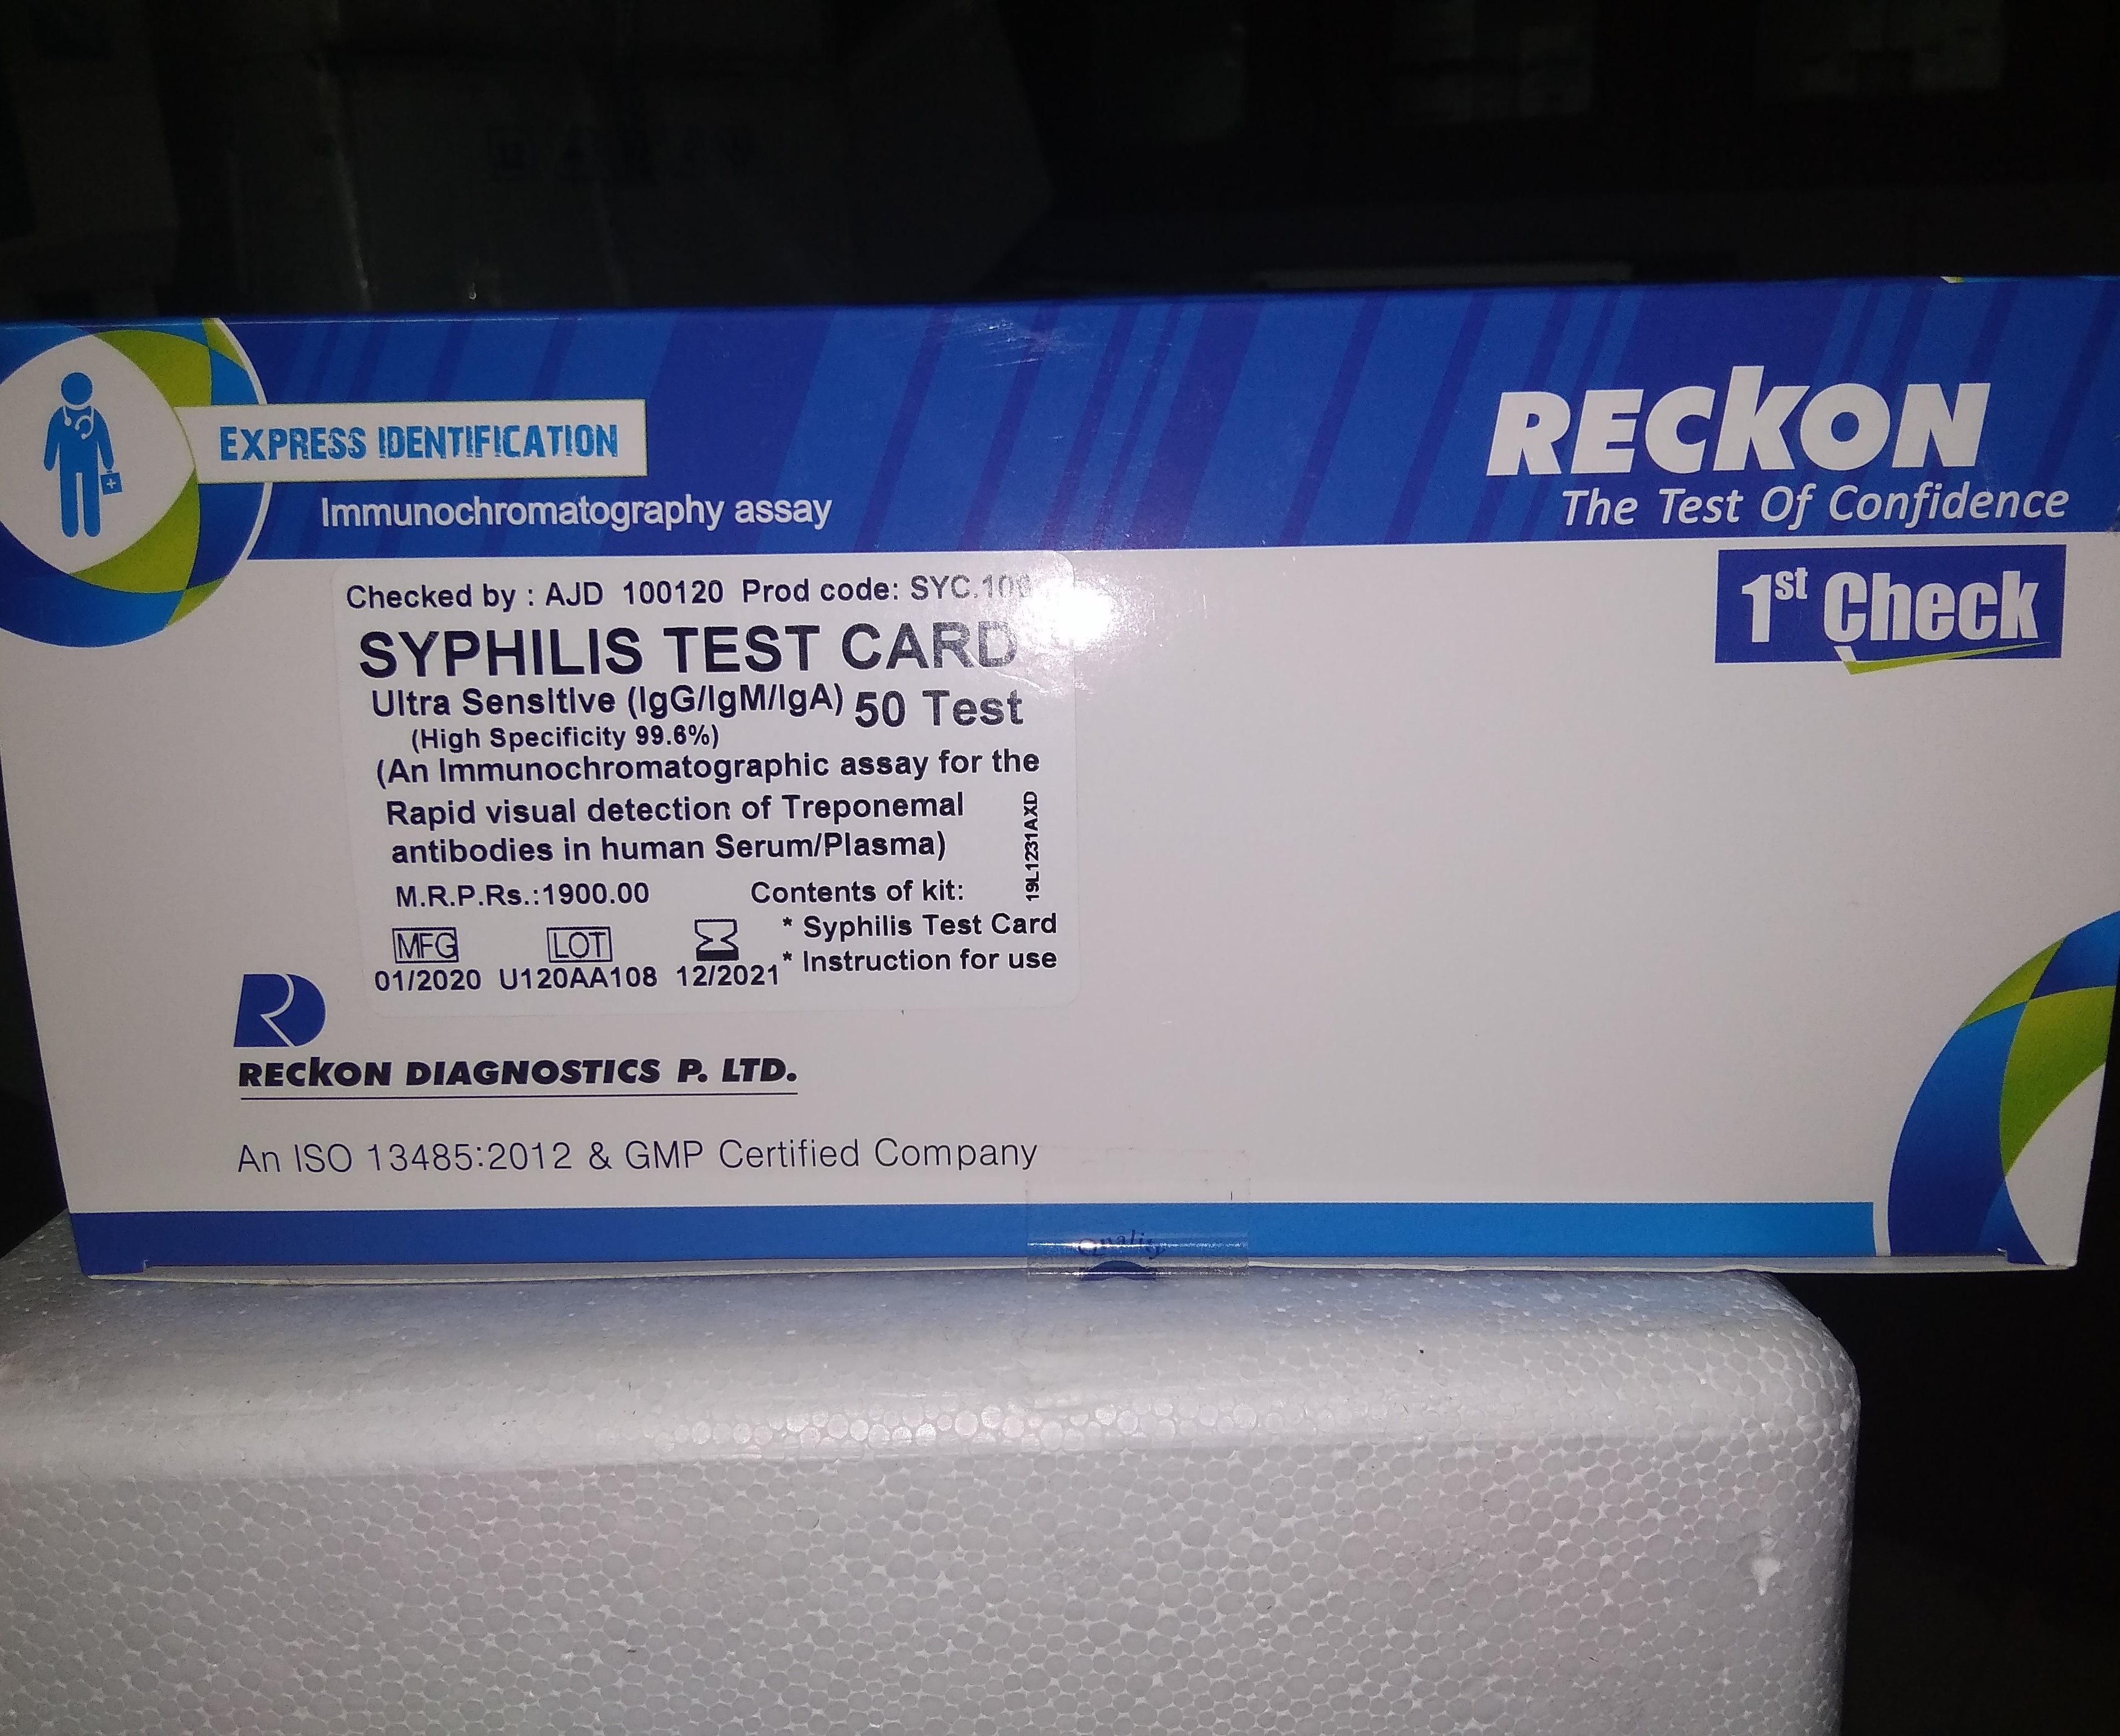 EXPRESS IDENTIFICATION
Immunochromatography assay
RECKON
The Test Of Confidence
1st Check
Checked by : AJD 100120 Prod code:
SYPHILIS TEST CARD
Ultra Sensitive (IgG/IgM/IgA) 50 Test
(High Specificity 99.6%)
(An Immunochromatographic assay for the
Rapid visual detection of Treponemal
antibodies in human Serum/Plasma)
19L1231AXD
M.R.P.Rs.:1900.00
Contents of kit:
* Syphilis Test Card
* Instruction for use
MFG LOT
01/2020 U120AA108 12/2021
RECKON DIAGNOSTICS P. LTD.
An ISO 13485:2012 & GMP Certified Company
Quality